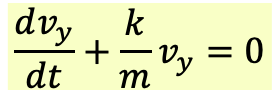 dv_y/dt + k/m v_y = 0